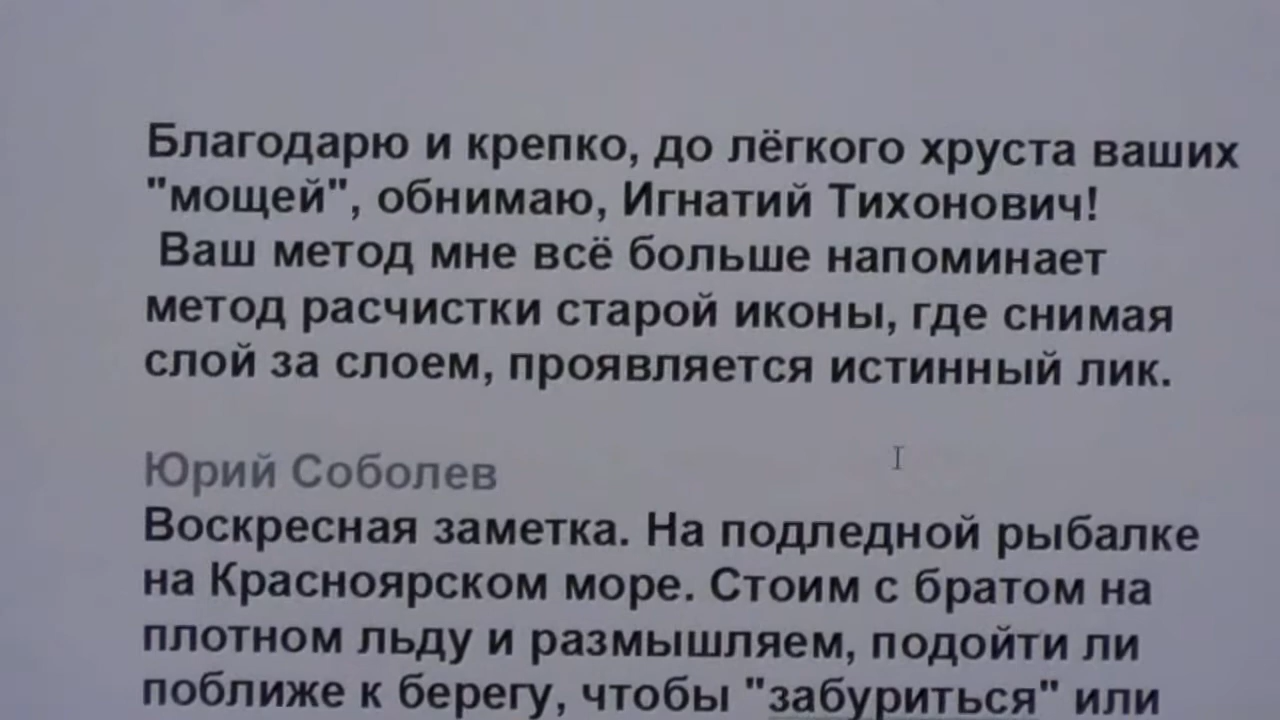 Благодарю и крепко, до лёгкого хруста ваших
"мощей", обнимаю, Игнатий Тихонович!
Ваш метод мне всё больше напоминает
метод расчистки старой иконы, где снимая
слой за слоем, проявляется истинный лик.
Юрий Соболев
Воскресная заметка. На подледной рыбалке
на Красноярском море. Стоим с братом на
плотном льду и размышляем, подойти ли
поближе к берегу, чтобы "забуриться" или